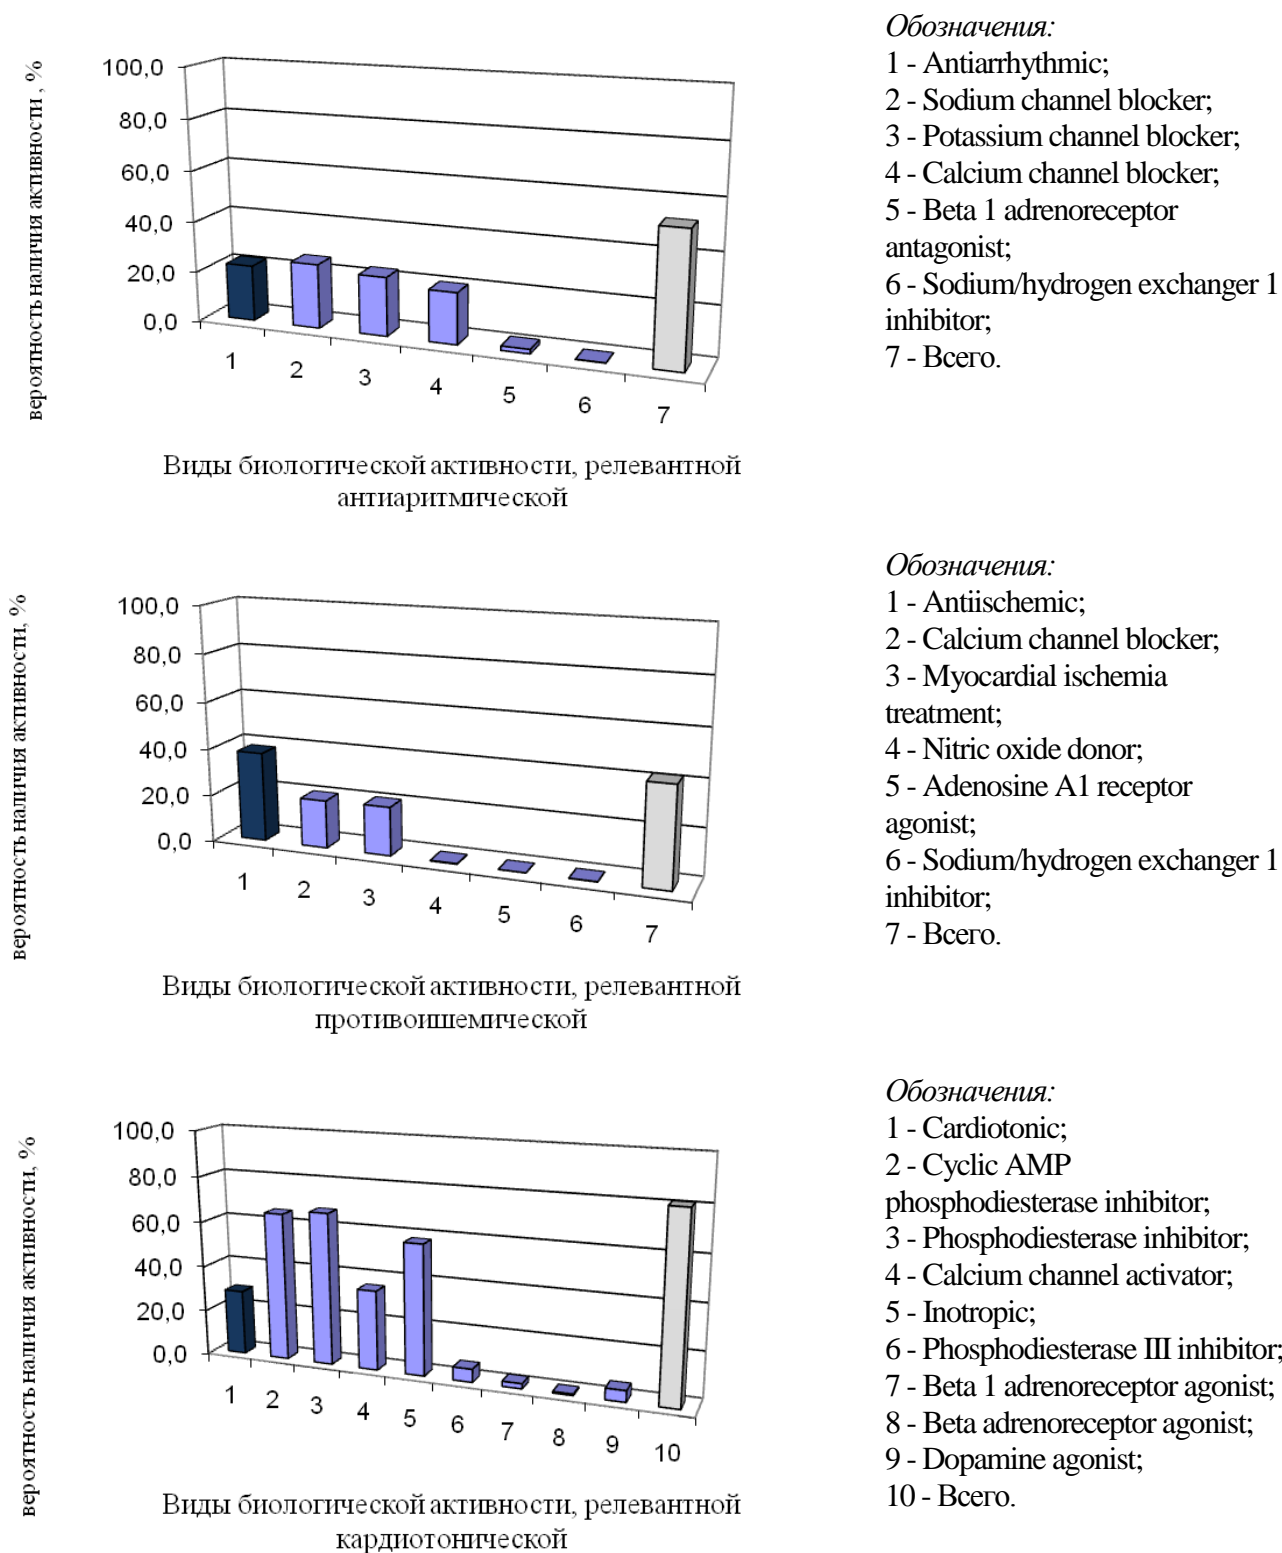 вероятность наличия активности , %
100,0
80,0
60,0
40,0
20,0
0,0
1
2
3
4
5
6
7
Виды биологической активности, релевантной
антиаритмической
Обозначения:
1 - Antiarrhythmic;
2 - Sodium channel blocker;
3 - Potassium channel blocker;
4 - Calcium channel blocker;
5 - Beta 1 adrenoreceptor
antagonist;
6 - Sodium/hydrogen exchanger 1
inhibitor;
7 - Всего.
вероятность наличия активности, %
100,0
80,0
60,0
40,0
20,0
0,0
1
2
3
4
5
6
7
Виды биологической активности, релевантной
противоишемической
Обозначения:
1 - Antiischemic;
2 - Calcium channel blocker;
3 - Myocardial ischemia
treatment;
4 - Nitric oxide donor;
5 - Adenosine A1 receptor
agonist;
6 - Sodium/hydrogen exchanger 1
inhibitor;
7 - Всего.
вероятность наличия активности, %
100,0
80,0
60,0
40,0
20,0
0,0
1
2
3
4
5
6
7
8
9
10
Виды биологической активности, релевантной
кардиотонической
Обозначения:
1 - Cardiotonic;
2 - Cyclic AMP
phosphodiesterase inhibitor;
3 - Phosphodiesterase inhibitor;
4 - Calcium channel activator;
5 - Inotropic;
6 - Phosphodiesterase III inhibitor;
7 - Beta 1 adrenoreceptor agonist;
8 - Beta adrenoreceptor agonist;
9 - Dopamine agonist;
10 - Всего.